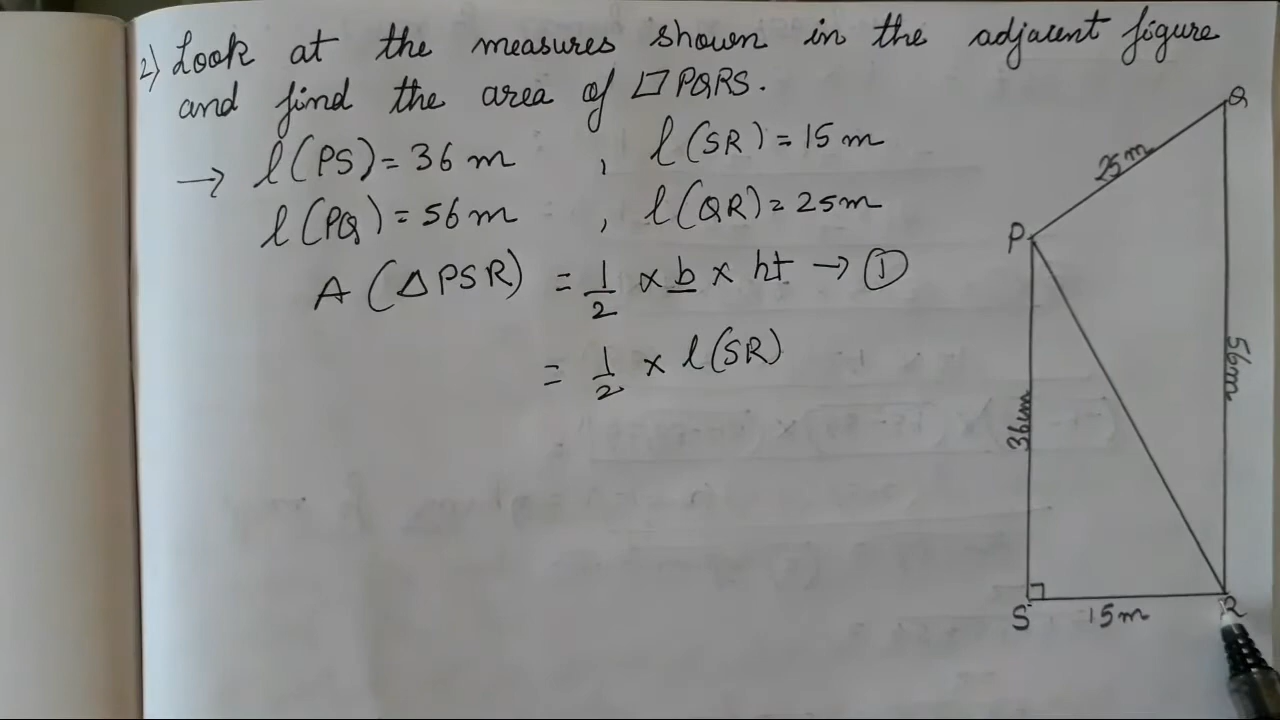 2) Look at the measures shown in the adjacent figure
and find the area of ▱PQRS.
→ l(PS) = 36 m , l(SR) = 15 m
l(PQ) = 56 m , l(QR) = 25m
A (△PSR) = 1/2 x b x ht → ①
= 1/2 x l(SR)
Q
25m
P
56m
36m
S
15m
R